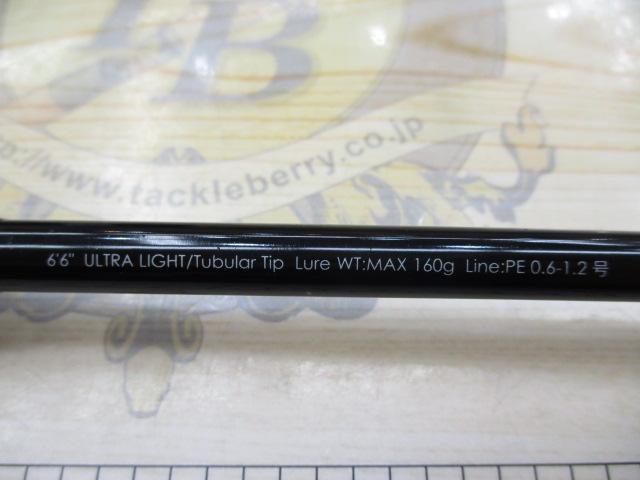 TB
http://www.tackleberry.co.jp
6'6" ULTRA LIGHT/Tubular Tip Lure WT:MAX 160g Line:PE 0.6-1.2 号